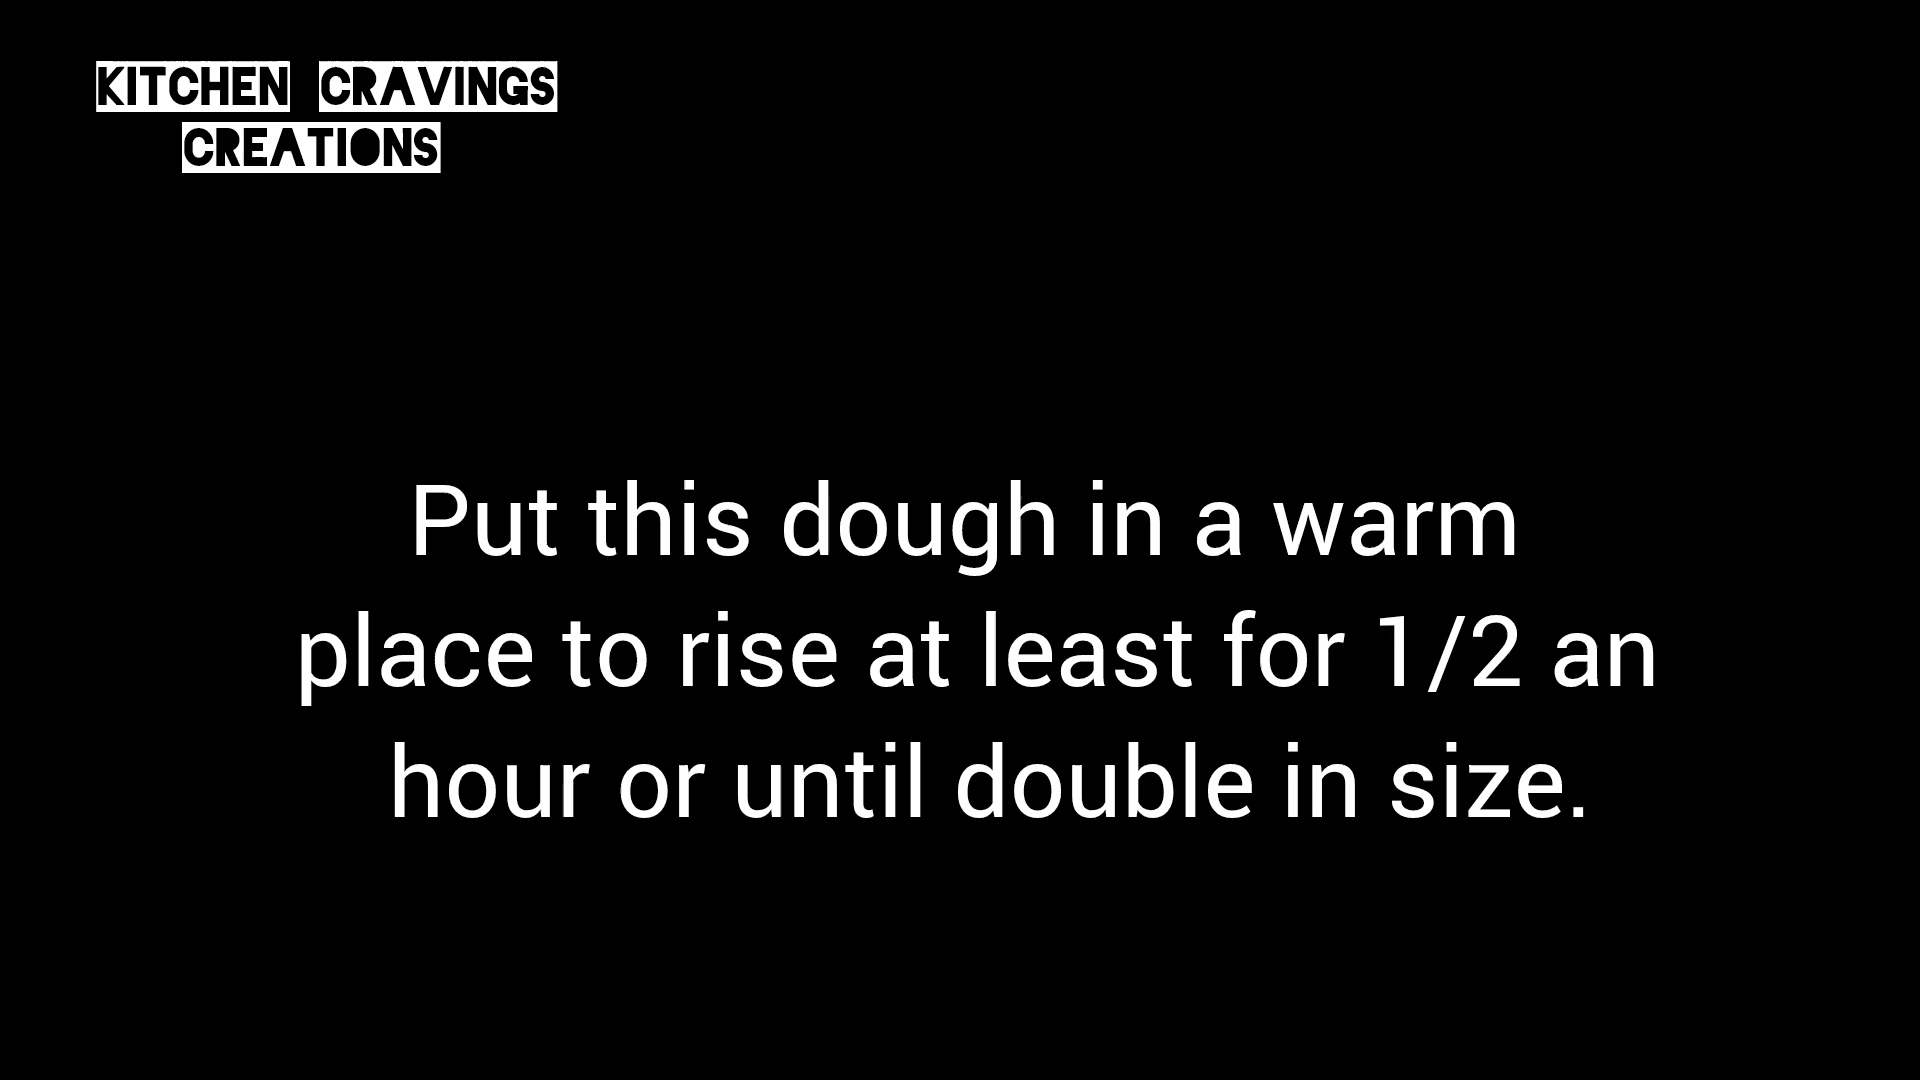 KITCHEN CRAVINGS
CREATIONS
Put this dough in a warm
place to rise at least for 1/2 an
hour or until double in size.